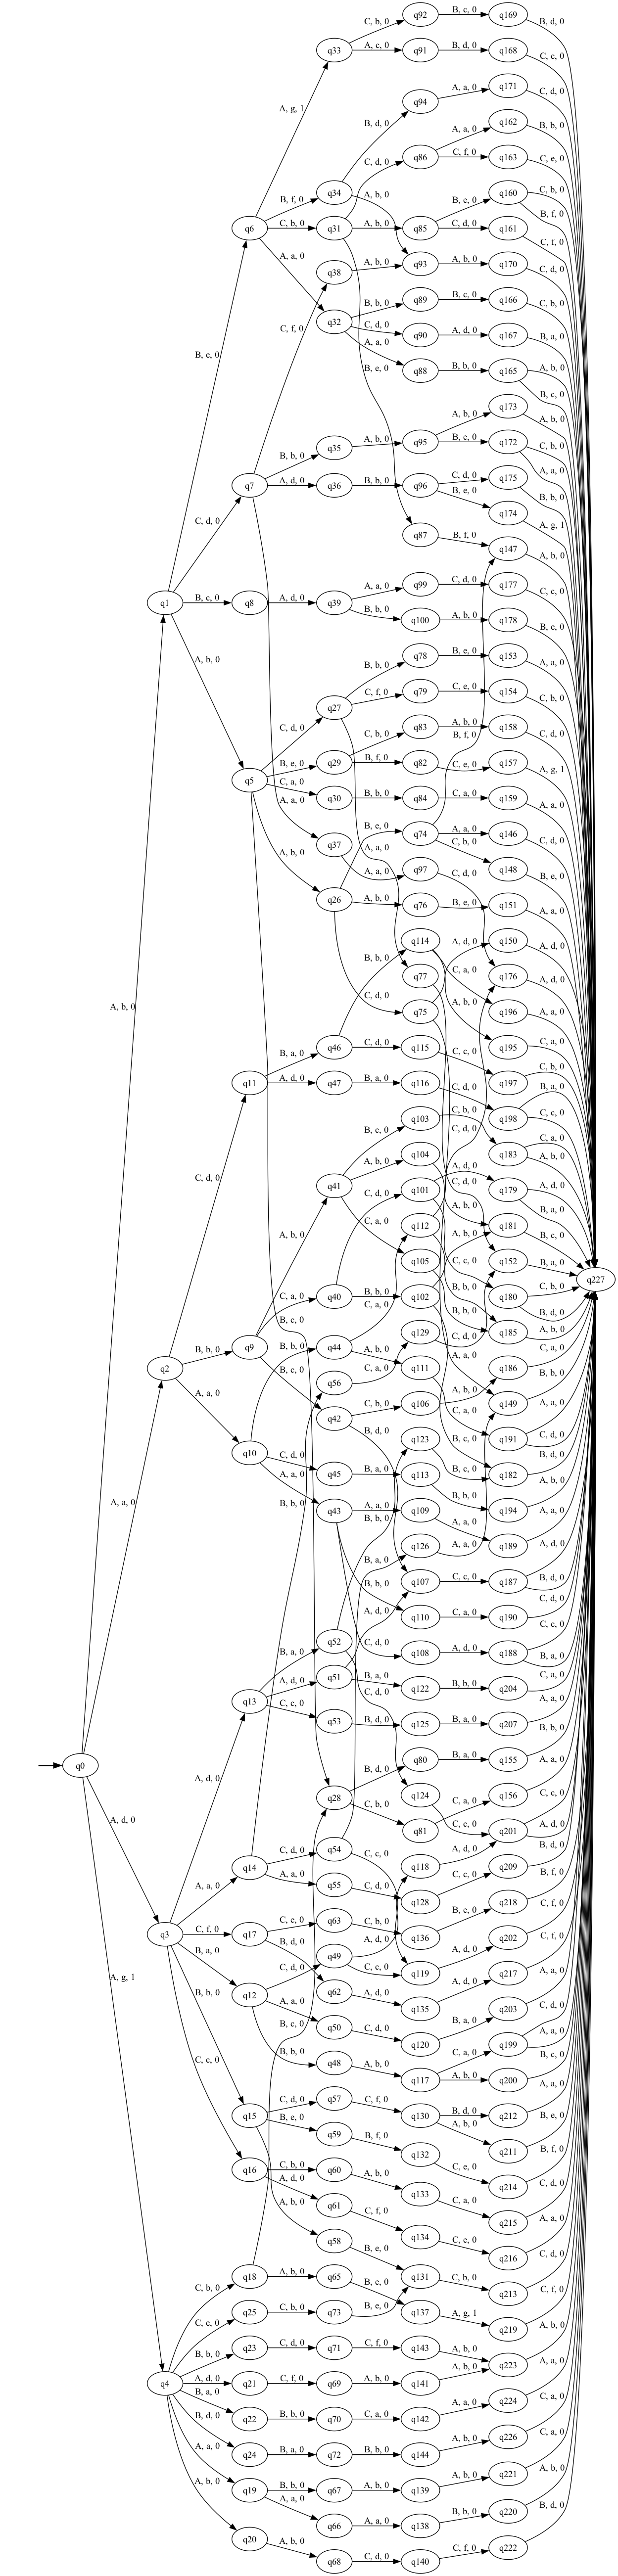 q92 B, c, 0 q169
C, b, 0 B, d, 0
q33 A, c, 0 q91 B, d, 0 q168
C, c, 0
A, a, 0 q171
q94 C, d, 0
A, g, 1 B, d, 0 A, a, 0 q162
B, b, 0
C, d, 0 q86 C, f, 0 q163
C, e, 0
B, f, 0 q34 A, b, 0 B, e, 0 q160 C, b, 0
q6 C, b, 0 q31 A, b, 0 q85 C, d, 0 q161 B, f, 0
C, f, 0
A, a, 0 q38 A, b, 0 q93 A, b, 0 q170
C, d, 0
B, b, 0 q89 B, c, 0 q166
C, b, 0
C, f, 0 q32 C, d, 0 q90 A, d, 0 q167
A, a, 0 B, a, 0
B, e, 0 B, e, 0 q88 B, b, 0 q165 A, b, 0
B, c, 0
A, b, 0 q173
A, b, 0
B, b, 0 q35 A, b, 0 q95 B, e, 0 q172 C, b, 0
A, a, 0
q7 A, d, 0 q36 B, b, 0 q96 C, d, 0 q175
B, e, 0 B, b, 0
q174
C, d, 0 A, g, 1
q87 B, f, 0 q147
A, b, 0
A, a, 0 q99 C, d, 0 q177
C, c, 0
q1 B, c, 0 q8 A, d, 0 q39 B, b, 0
q100 A, b, 0 q178
B, e, 0
A, b, 0 B, b, 0 q78 B, e, 0 q153
A, a, 0
C, f, 0 q79 C, e, 0 q154
q27 C, b, 0
C, d, 0 C, b, 0 q83 A, b, 0 q158
B, f, 0 C, d, 0
q5 B, e, 0 q29 B, f, 0 q82 C, e, 0 q157
A, g, 1
C, a, 0 q30 B, b, 0 q84 C, a, 0 q159
A, a, 0 A, a, 0
B, e, 0 q74 A, a, 0 q146
C, b, 0 C, d, 0
A, b, 0 q37 A, a, 0
A, a, 0 q97 C, d, 0 q148
B, e, 0
q26 A, b, 0 q76 B, e, 0 q151
A, a, 0
B, b, 0 q114 A, d, 0 q150
A, d, 0
q77 C, a, 0 q176
A, d, 0
C, d, 0 q75 A, b, 0 q196
A, b, 0 A, a, 0
q46 C, d, 0 q115 C, c, 0 q195
C, a, 0
q11 B, a, 0
A, d, 0 q47 B, a, 0 q116 C, d, 0 q197
C, b, 0
B, c, 0 q103 C, b, 0 q198 B, a, 0
C, d, 0 C, c, 0
A, b, 0 q104 q183 C, a, 0
C, d, 0 A, b, 0
C, d, 0 q41 q101 A, d, 0
C, d, 0 q179 A, d, 0
B, a, 0
A, b, 0 C, a, 0 q112 A, b, 0 q181
B, c, 0
q105 C, c, 0 q152
B, a, 0
C, a, 0 q40 B, b, 0 q102 B, b, 0 q180 q227
C, b, 0
C, a, 0 B, b, 0 B, d, 0
B, c, 0 q129 C, d, 0 q185
A, b, 0
B, b, 0 q9 B, b, 0 q44 A, b, 0 A, a, 0
C, a, 0
q2 B, c, 0 C, a, 0 q111 q186
B, b, 0
A, a, 0 q56 C, b, 0 q106 A, b, 0 q149
C, a, 0 A, a, 0
q42 B, d, 0 q123 B, c, 0 q191
C, d, 0
q10 C, d, 0 B, d, 0
A, a, 0 q45 B, a, 0 q113 B, c, 0 q182
A, b, 0
A, a, 0 B, b, 0 q43 A, a, 0 q109 B, b, 0 q194
B, b, 0 A, a, 0
A, a, 0
q126 A, a, 0 q189
B, a, 0 A, d, 0
B, b, 0 q107 C, c, 0 q187
B, d, 0
A, d, 0 q110 C, a, 0 q190 C, d, 0
C, c, 0
B, a, 0 q52 C, d, 0 q108 A, d, 0 q188
B, a, 0
A, d, 0 q51 B, a, 0 q122 B, b, 0 q204 C, a, 0
q13 C, c, 0 C, d, 0 A, a, 0
q53 B, d, 0 q125 B, a, 0 q207
B, b, 0
q0 B, d, 0 q80 B, a, 0 q155
A, a, 0
A, d, 0 q28 C, b, 0 q124 C, a, 0 q156
C, c, 0
A, d, 0 q81 C, c, 0 q201 A, d, 0
B, d, 0
C, d, 0 q54 C, c, 0 q118 A, d, 0
q14 A, a, 0 q209 B, f, 0
A, a, 0 q55 C, d, 0 q128 C, c, 0
q218 C, f, 0
q3 C, f, 0 q17 C, e, 0 q63 C, b, 0 q136 B, e, 0
B, a, 0 B, d, 0 A, d, 0 q202 C, f, 0
C, d, 0 q49 C, c, 0 q119 A, d, 0
q217 A, a, 0
A, g, 1 B, b, 0 q12 A, a, 0 q62 A, d, 0 q135 A, d, 0
q203 C, d, 0
B, c, 0 q50 C, d, 0 q120 B, a, 0
A, a, 0
B, b, 0 q199 B, c, 0
C, c, 0 q48 A, b, 0 q117 C, a, 0
A, b, 0 q200
A, a, 0
C, d, 0 q57 C, f, 0 q130 B, d, 0 q212
q15 B, e, 0 A, b, 0 B, e, 0
q59 B, f, 0 q211
B, f, 0
q16 C, b, 0 q60 A, b, 0 q132 C, e, 0 q214
A, d, 0 C, d, 0
A, b, 0 q61 C, f, 0 q133 C, a, 0 q215
A, a, 0
q134 C, e, 0 q216
q58 B, e, 0 C, d, 0
C, b, 0 q18 A, b, 0 q65 B, e, 0 q131 C, b, 0 q213
C, f, 0
C, e, 0 q25 C, b, 0 q73 B, e, 0 q137 A, g, 1 q219
A, b, 0
B, b, 0 q23 C, d, 0 q71 C, f, 0 q143 A, b, 0 q223
A, a, 0
q4 A, d, 0 q21 C, f, 0 q69 A, b, 0 q141 A, b, 0
B, a, 0 q224 C, a, 0
B, d, 0 q22 B, b, 0 q70 C, a, 0 q142 A, a, 0
q226 C, a, 0
A, a, 0 q24 B, a, 0 q72 B, b, 0 q144 A, b, 0
q221 A, b, 0
A, b, 0 q19 B, b, 0 q67 A, b, 0 q139 A, b, 0
A, a, 0 q66 A, a, 0 q138 B, b, 0 q220 B, d, 0
q20 A, b, 0 C, f, 0 q222
q68 C, d, 0 q140